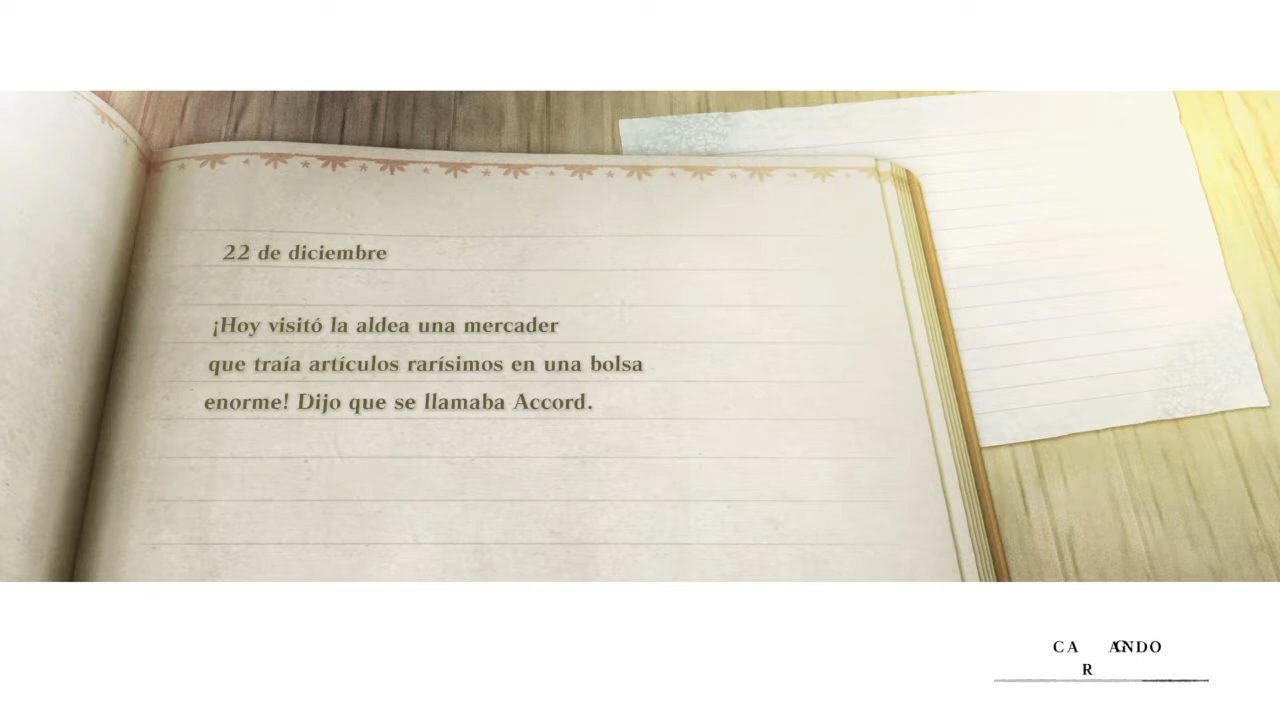 22 de diciembre
¡Hoy visitó la aldea una mercader
que traía artículos rarísimos en una bolsa
enorme! Dijo que se llamaba Accord.
CARGANDO